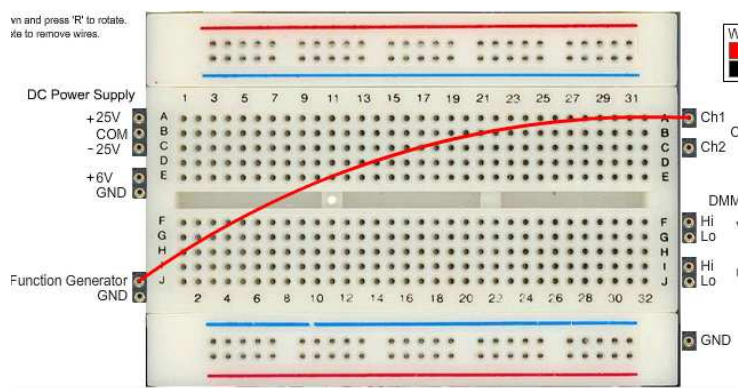 vn and press 'R' to rotate.
te to remove wires.
W
DC Power Supply
+25V
COM
-25V
+6V
GND
1 3 5 7 9 11 13 15 17 19 21 23 25 27 29 31
A A
B B
C C
D D
E E
Ch1
Ch2
DMM
F F
G G
H H
I I
J J
Hi
Lo
Hi
Lo
Function Generator
GND
2 4 6 8 10 12 14 16 18 20 22 24 26 28 30 32
GND